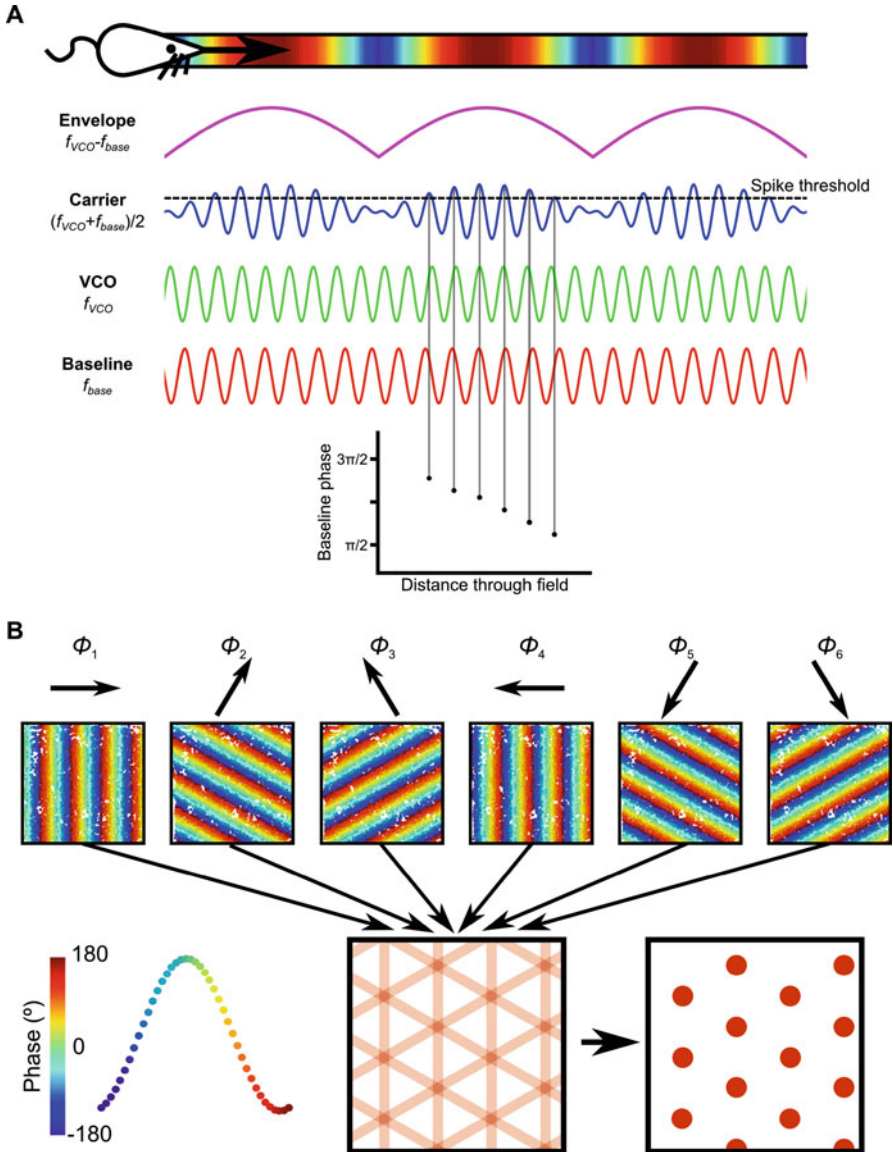 A
Envelope
fVCO-fbase
Spike threshold
Carrier
(fVCO+fbase)/2
VCO
fVCO
Baseline
fbase
Baseline phase
3π/2
π/2
Distance through field
B
Φ1 Φ2 Φ3 Φ4 Φ5 Φ6
Phase (º)
180
0
-180